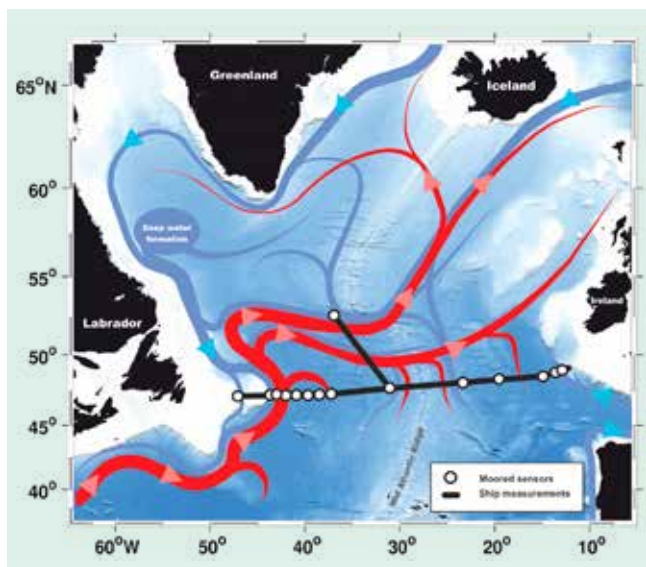 Greenland
Iceland
65°N
60°
Deep water
formation
55°
Ireland
Labrador
50°
45°
Mid Atlantic Ridge
Moored sensors
Ship measurements
40°
60°W
50°
40°
30°
20°
10°